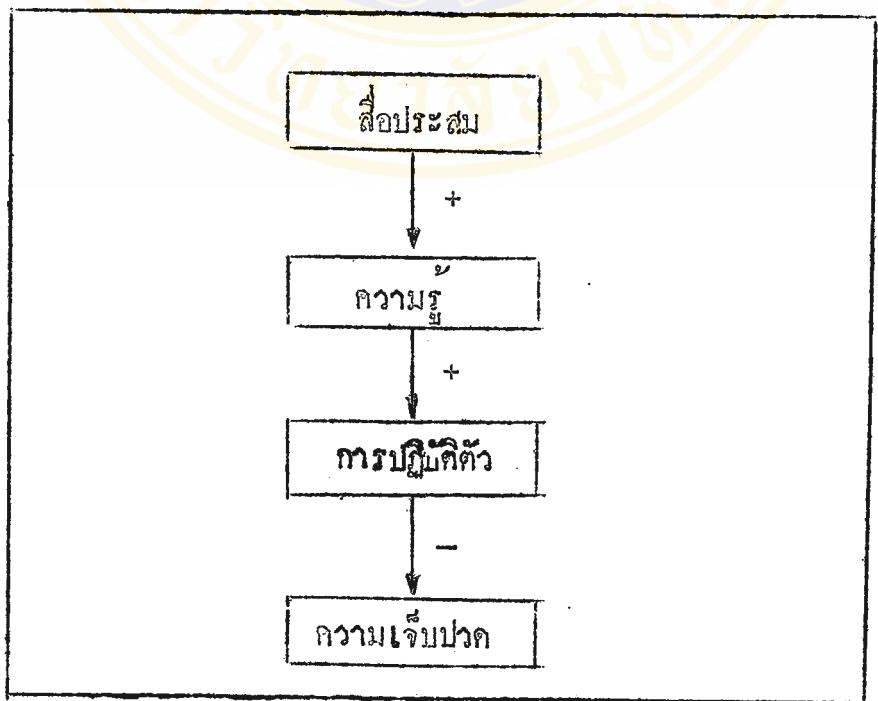 สื่อประสม
+
ความรู้
+
การปฏิบัติตัว
-
ความเจ็บปวด